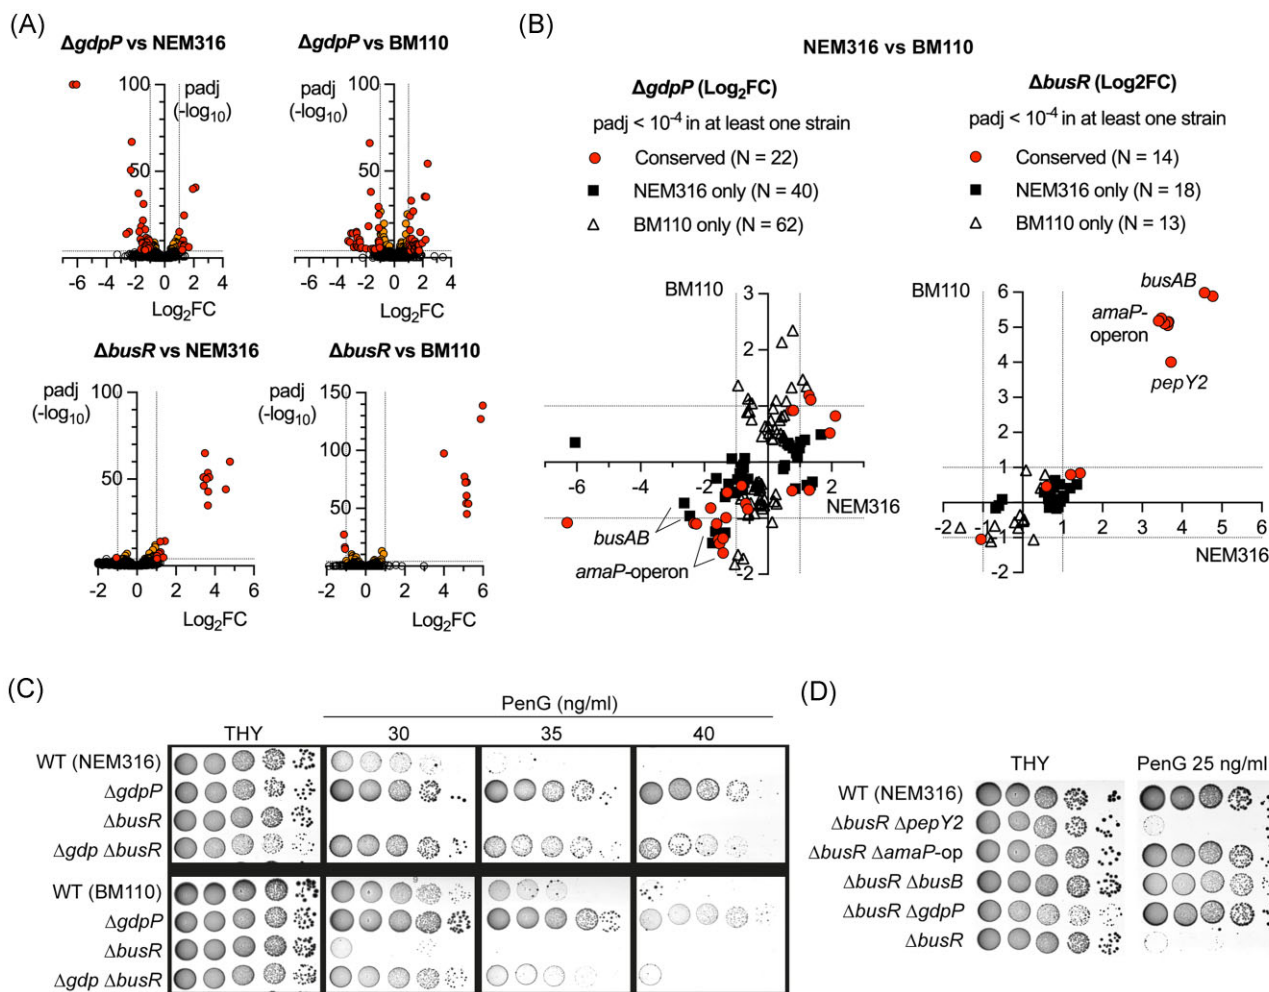 (A)
ΔgdpP vs NEM316
100
padj
(-log10)
50
-6 -4 -2 0 2 4
Log2FC
ΔgdpP vs BM110
100
padj
(-log10)
50
-4 -2 0 2 4
Log2FC
ΔbusR vs NEM316
padj
(-log10)
100
50
0
-2 0 2 4 6
Log2FC
ΔbusR vs BM110
padj
(-log10)
150
100
50
0
-2 0 2 4 6
Log2FC
(B)
NEM316 vs BM110
ΔgdpP (Log2FC)
padj < 10-4 in at least one strain
Conserved (N = 22)
NEM316 only (N = 40)
BM110 only (N = 62)
BM110
3
2
-6 -4 -2 2
NEM316
busAB
amaP-operon
-2
ΔbusR (Log2FC)
padj < 10-4 in at least one strain
Conserved (N = 14)
NEM316 only (N = 18)
BM110 only (N = 13)
BM110
6
5
4
3
2
1
-2 -1 0 1 2 3 4 5 6
NEM316
-1
-2
busAB
amaP-
operon
pepY2
(C)
PenG (ng/ml)
THY 30 35 40
WT (NEM316)
ΔgdpP
ΔbusR
Δgdp ΔbusR
WT (BM110)
ΔgdpP
ΔbusR
Δgdp ΔbusR
(D)
THY PenG 25 ng/ml
WT (NEM316)
ΔbusR ΔpepY2
ΔbusR ΔamaP-op
ΔbusR ΔbusB
ΔbusR ΔgdpP
ΔbusR